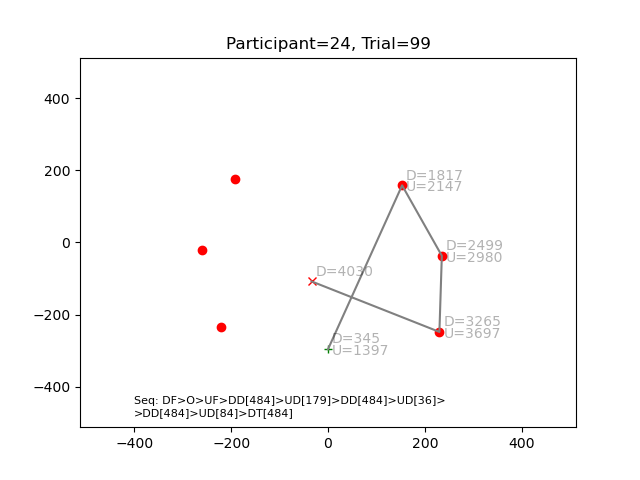 Participant=24, Trial=99
400
200
0
−200
−400
D=1817
U=2147
D=2499
U=2980
D=4030
D=3265
U=3697
D=345
U=1397
Seq: DF>O>UF>DD[484]>UD[179]>DD[484]>UD[36]>
>DD[484]>UD[84]>DT[484]
−400 −200 0 200 400